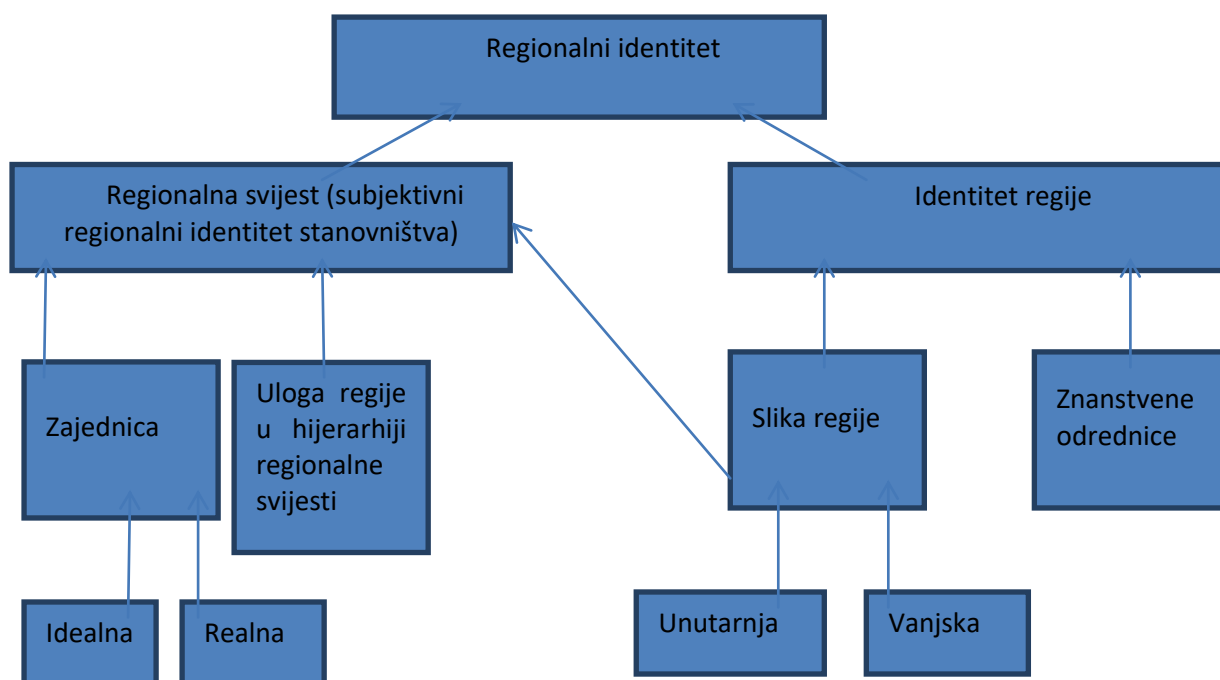 Regionalni identitet
Regionalna svijest (subjektivni
regionalni identitet stanovništva)
Identitet regije
Zajednica
Uloga regije
u hijerarhiji
regionalne
svijesti
Slika regije
Znanstvene
odrednice
Idealna
Realna
Unutarnja
Vanjska